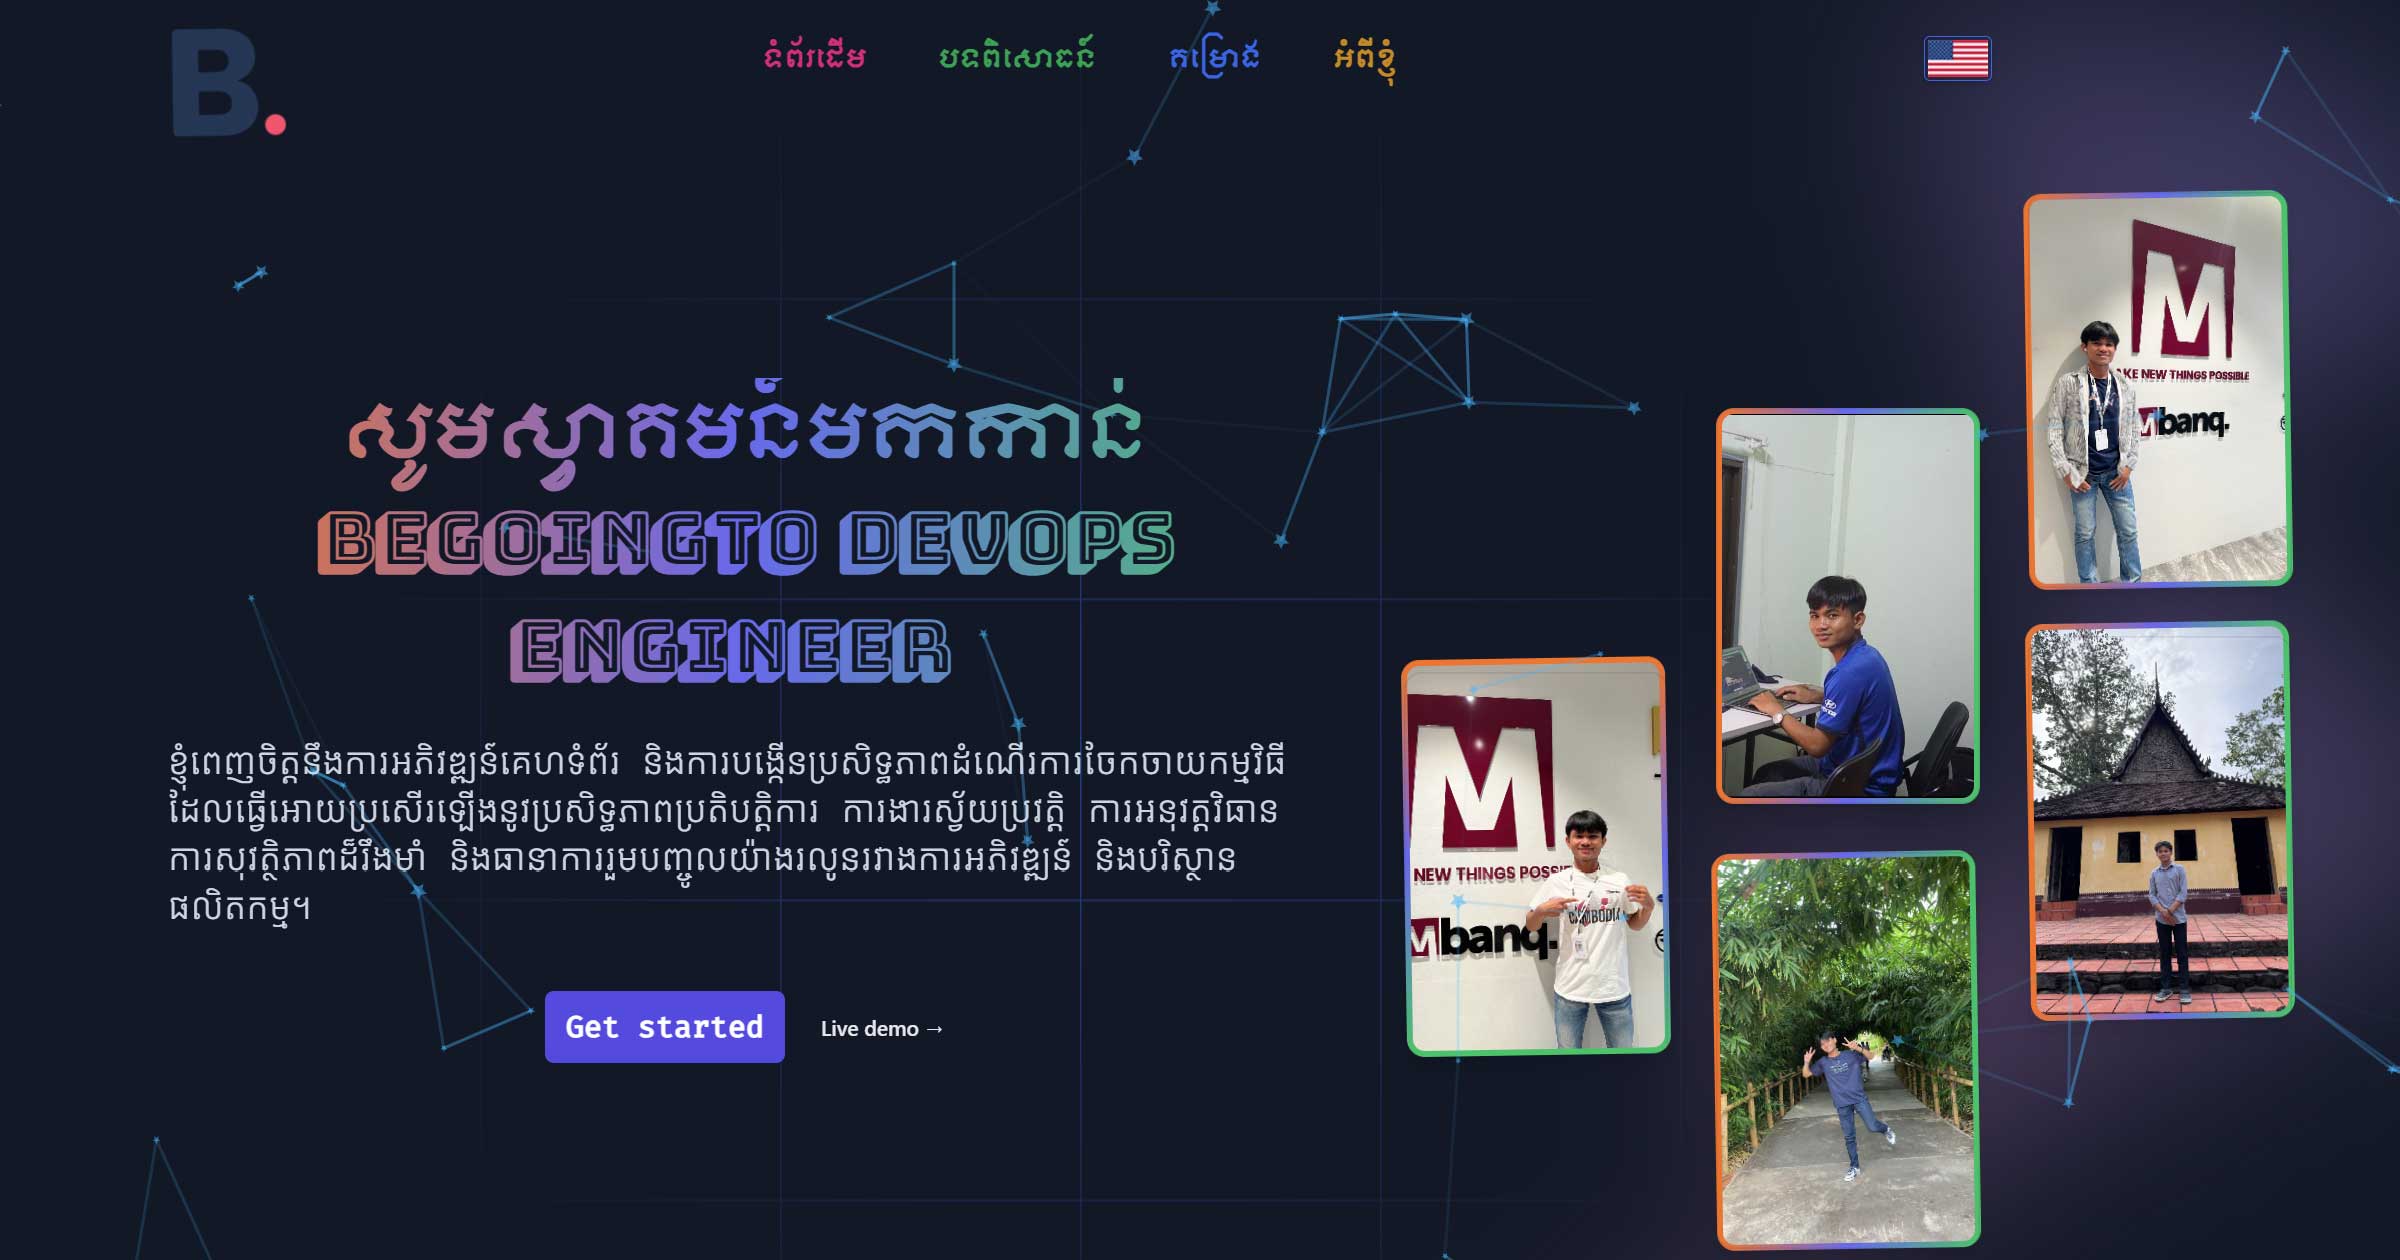 B.
ទំព័រដើម
បទពិសោធន៍
គម្រោង
អំពីខ្ញុំ
សូមស្វាគមន៍មកកាន់
BEGOINGTO DEVOPS
ENGINEER
ខ្ញុំពេញចិត្តនឹងការអភិវឌ្ឍន៍គេហទំព័រ និងការបង្កើនប្រសិទ្ធភាពដំណើរការចែកចាយកម្មវិធី
ដែលធ្វើអោយប្រសើរឡើងនូវប្រសិទ្ធភាពប្រតិបត្តិការ ការងារស្វ័យប្រវត្តិ ការអនុវត្តវិធាន
ការសុវត្ថិភាពដ៏រឹងមាំ និងធានាការរួមបញ្ចូលយ៉ាងរលូនរវាងការអភិវឌ្ឍន៍ និងបរិស្ថាន
ផលិតកម្ម។
Get started
Live demo →
M
AKE NEW THINGS POSSIBLE
Mbanq.
M
NEW THINGS POSSI
Mbanq.
CAMBODIA